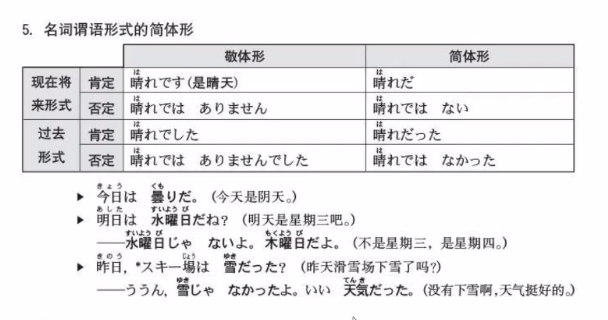 5. 名词谓语形式的简体形
敬体形 简体形
现在将来形式 肯定 晴れです(是晴天) 晴れだ
否定 晴れでは ありません 晴れでは ない
过去形式 肯定 晴れでした 晴れだった
否定 晴れでは ありませんでした 晴れでは なかった
▶ 今日は 曇りだ。(今天是阴天。)
▶ 明日は 水曜日だね? (明天是星期三吧。)
——水曜日じゃ ないよ。木曜日だよ。(不是星期三，是星期四。)
▶ 昨日，*スキー場は 雪だった? (昨天滑雪场下雪了吗?)
——ううん，雪じゃ なかったよ。いい 天気だった。(没有下雪啊,天气挺好的。)